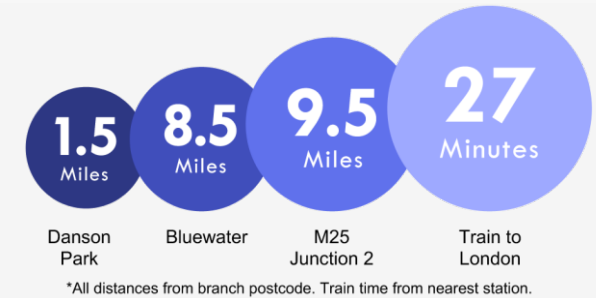 1.5
Miles
8.5
Miles
9.5
Miles
27
Minutes
Danson
Park
Bluewater
M25
Junction 2
Train to
London
*All distances from branch postcode. Train time from nearest station.